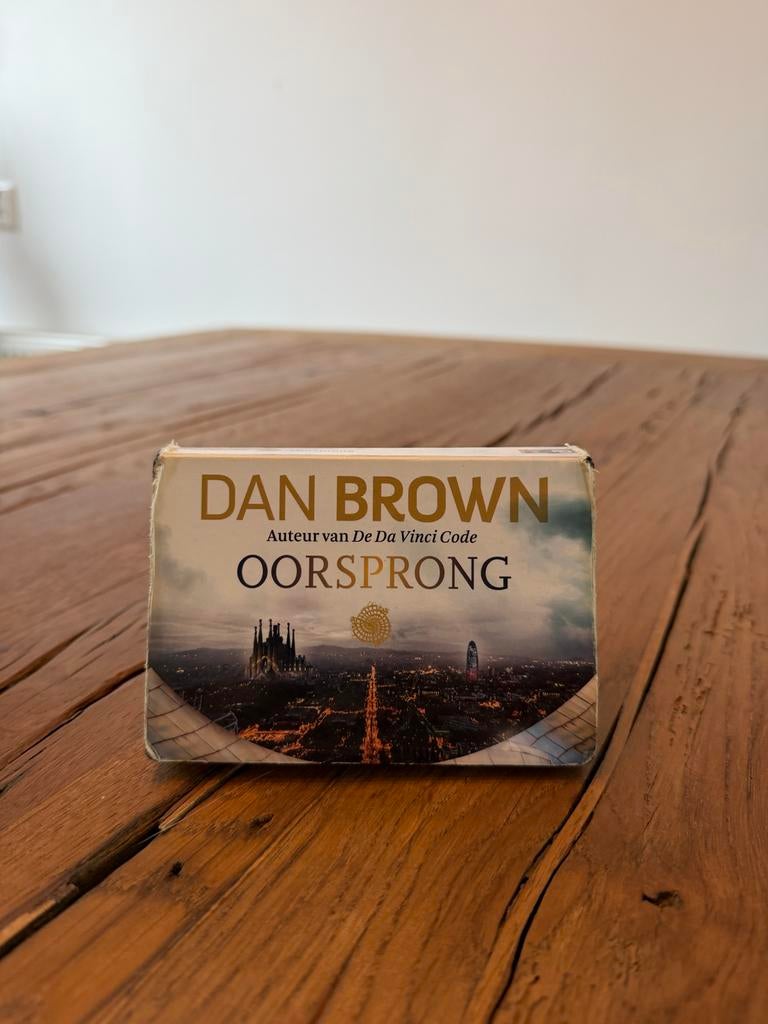 DAN BROWN
Auteur van De Da Vinci Code
OORSPRONG